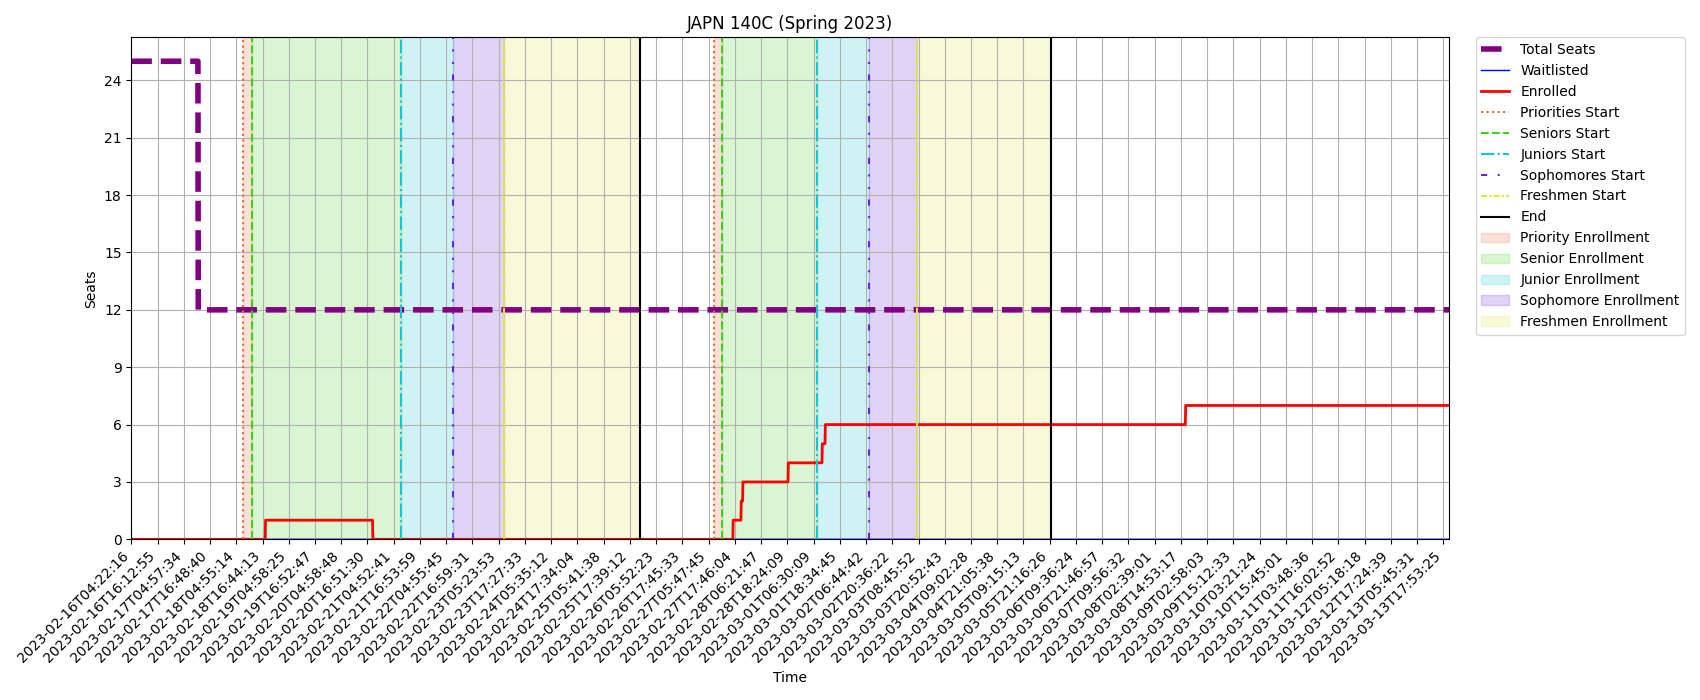 JAPN 140C (Spring 2023)
Seats
24
21
18
15
12
9
6
3
0
2023-02-16T04:22:16
2023-02-16T16:12:55
2023-02-17T04:57:34
2023-02-17T16:48:40
2023-02-18T04:55:14
2023-02-18T16:44:13
2023-02-19T04:58:25
2023-02-19T16:52:47
2023-02-20T04:58:48
2023-02-20T16:51:30
2023-02-21T04:52:41
2023-02-21T16:53:59
2023-02-22T04:55:45
2023-02-22T16:59:31
2023-02-23T05:23:53
2023-02-23T17:27:33
2023-02-24T05:35:12
2023-02-24T17:34:04
2023-02-25T05:41:38
2023-02-25T17:39:12
2023-02-26T05:52:23
2023-02-26T17:45:33
2023-02-27T05:47:45
2023-02-27T17:46:04
2023-02-28T06:21:47
2023-02-28T18:24:09
2023-03-01T06:30:09
2023-03-01T18:34:45
2023-03-02T06:44:42
2023-03-02T20:36:22
2023-03-03T08:45:52
2023-03-03T20:52:43
2023-03-04T09:02:28
2023-03-04T21:05:38
2023-03-05T09:15:13
2023-03-05T21:16:26
2023-03-06T09:36:24
2023-03-06T21:46:57
2023-03-07T09:56:32
2023-03-08T02:39:01
2023-03-08T14:53:17
2023-03-09T02:58:03
2023-03-09T15:12:33
2023-03-10T03:21:24
2023-03-10T15:45:01
2023-03-11T03:48:36
2023-03-11T16:02:52
2023-03-12T05:18:18
2023-03-12T17:24:39
2023-03-13T05:45:31
2023-03-13T17:53:25
Time
Total Seats
Waitlisted
Enrolled
Priorities Start
Seniors Start
Juniors Start
Sophomores Start
Freshmen Start
End
Priority Enrollment
Senior Enrollment
Junior Enrollment
Sophomore Enrollment
Freshmen Enrollment